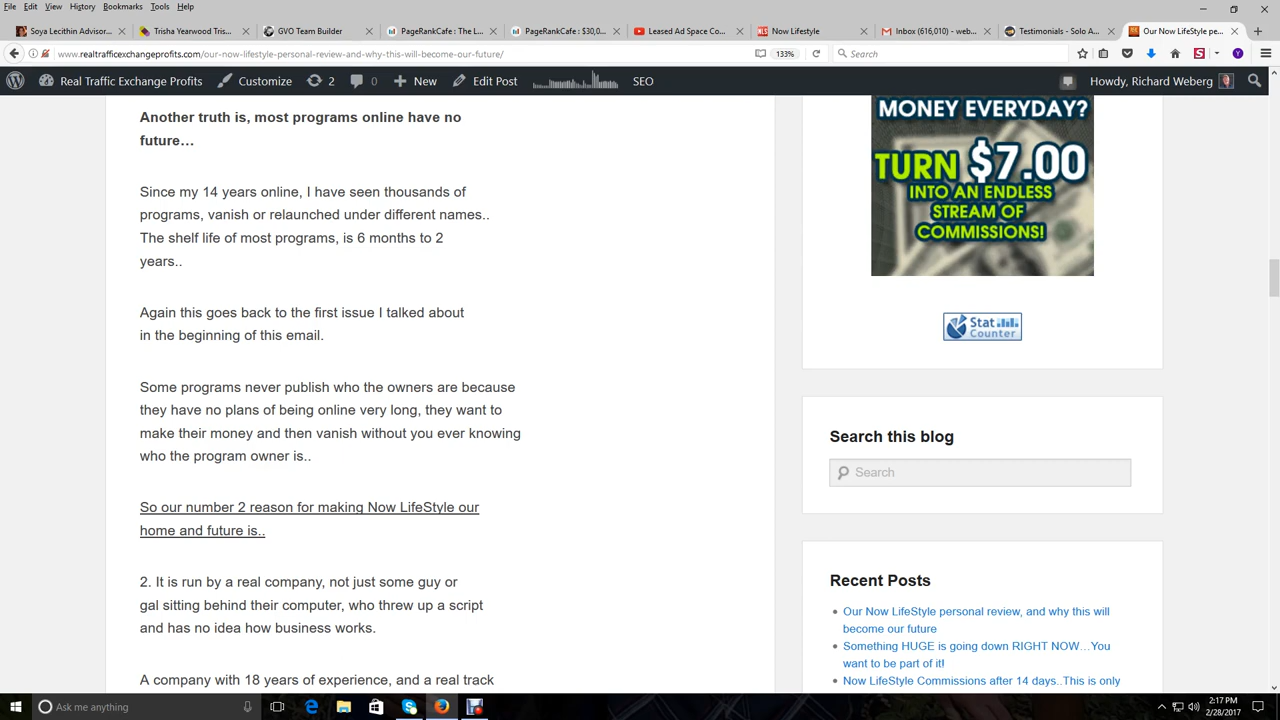 File Edit View History Bookmarks Tools Help
Soya Lecithin Advisor...
Trisha Yearwood Tris...
GVO Team Builder
PageRankCafe : The L...
PageRankCafe : $30,0...
Leased Ad Space Co...
NLS Now Lifestyle
Inbox (616,010) - web...
Testimonials - Solo A...
Our Now LifeStyle pe...
www.realtrafficexchangeprofits.com/our-now-lifestyle-personal-review-and-why-this-will-become-our-future/
133%
Search
Real Traffic Exchange Profits Customize 2 0 New Edit Post SEO Howdy, Richard Weberg
Another truth is, most programs online have no
future…
Since my 14 years online, I have seen thousands of
programs, vanish or relaunched under different names..
The shelf life of most programs, is 6 months to 2
years..
Again this goes back to the first issue I talked about
in the beginning of this email.
Some programs never publish who the owners are because
they have no plans of being online very long, they want to
make their money and then vanish without you ever knowing
who the program owner is..
So our number 2 reason for making Now LifeStyle our
home and future is..
2. It is run by a real company, not just some guy or
gal sitting behind their computer, who threw up a script
and has no idea how business works.
A company with 18 years of experience, and a real track
MONEY EVERYDAY?
TURN $7.00
INTO AN ENDLESS
STREAM OF
COMMISSIONS!
Stat
Counter
Search this blog
Search
Recent Posts
Our Now LifeStyle personal review, and why this will
become our future
Something HUGE is going down RIGHT NOW…You
want to be part of it!
Now LifeStyle Commissions after 14 days..This is only
Ask me anything
2:17 PM
2/28/2017